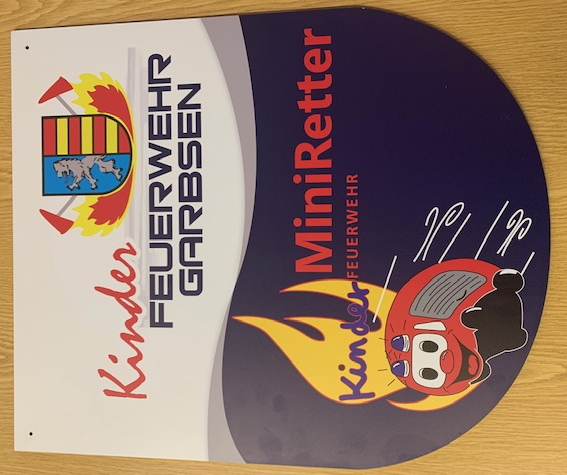 Kinder
FEUERWEHR
GARBSEN
MiniRetter
Kinder FEUERWEHR